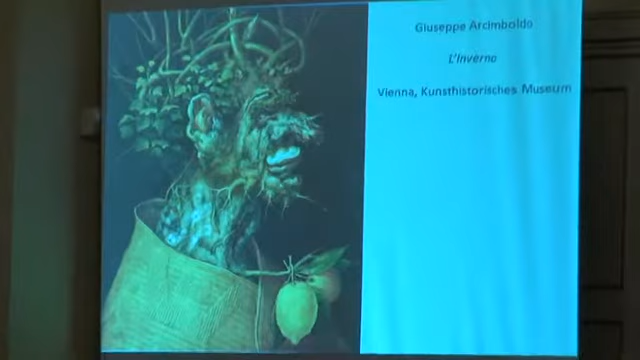 Giuseppe Arcimboldo
L'Inverno
Vienna, Kunsthistorisches Museum